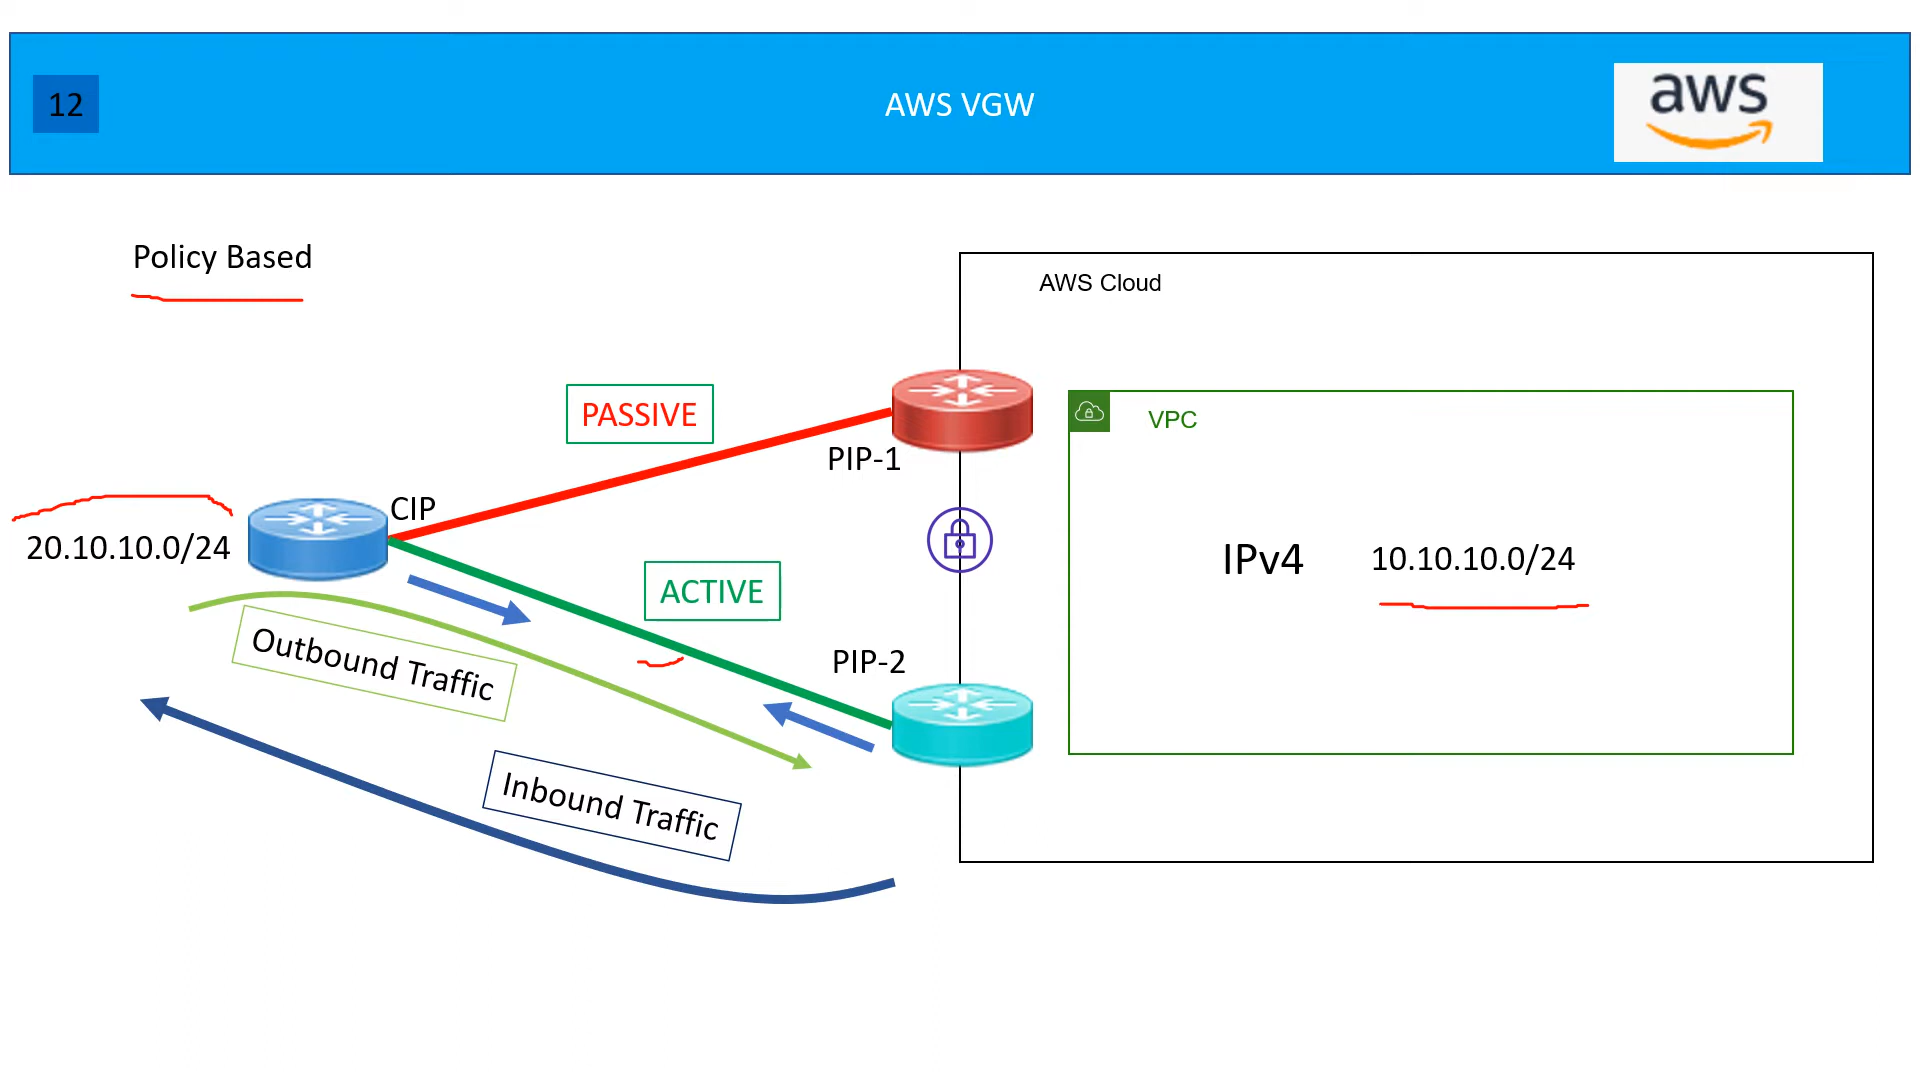 12
AWS VGW
aws
Policy Based
AWS Cloud
PASSIVE
VPC
PIP-1
CIP
20.10.10.0/24
IPv4 10.10.10.0/24
ACTIVE
PIP-2
Outbound Traffic
Inbound Traffic